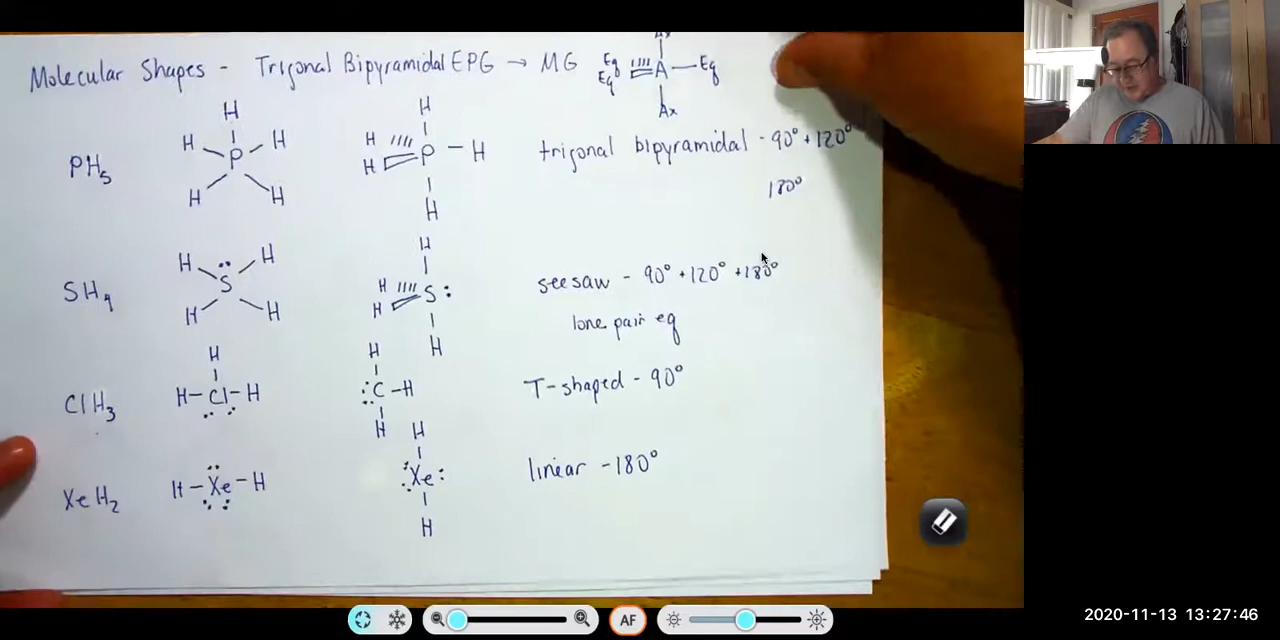 Molecular Shapes - Trigonal Bipyramidal EPG → MG
Ax
Eq
Eq
A
Eq
Ax
PH5
H
H
H
P
H
H
H
H
H
P
H
H
H
trigonal bipyramidal - 90° + 120°
180°
SH4
H
H
S
H
H
H
H
H
S
H
seesaw - 90° + 120° + 180°
lone pair eq
ClH3
H
H-Cl-H
H
C-H
H
T-shaped - 90°
XeH2
H-Xe-H
H
Xe
H
linear - 180°
AF
2020-11-13 13:27:46